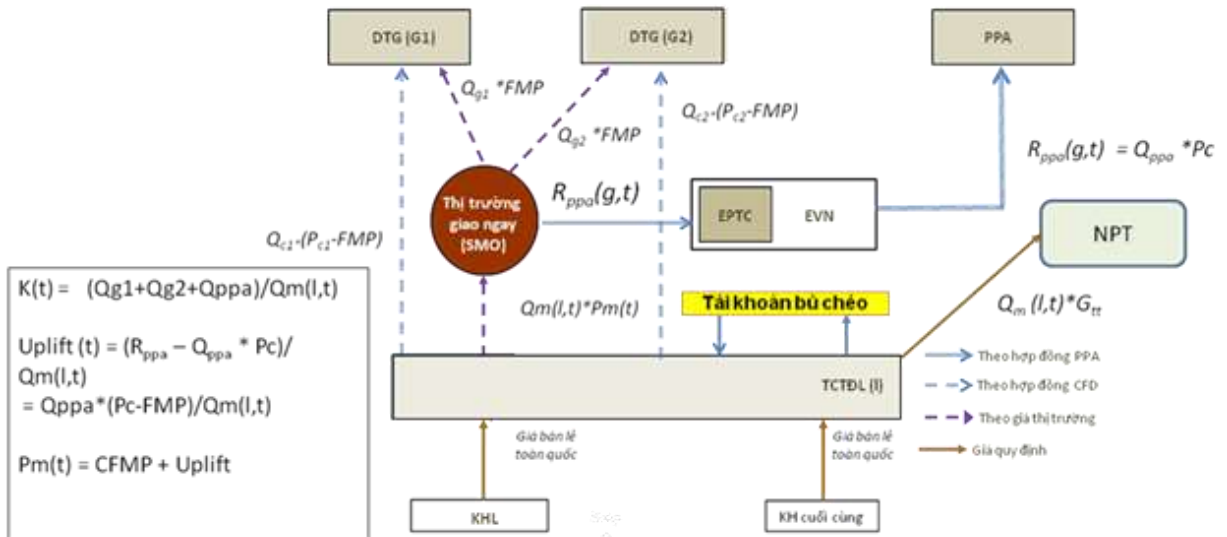 DTG (G1)
DTG (G2)
PPA
Qg1 *FMP
Qg2 *FMP
Qc2-(Pc2-FMP)
Rppa(g,t) = Qppa *Pc
Rppa(g,t)
Thị trường
giao ngay
(SMO)
EPTC
EVN
NPT
Qc1-(Pc1-FMP)
K(t) = (Qg1+Qg2+Qppa)/Qm(l,t)
Uplift (t) = (Rppa – Qppa * Pc)/
Qm(l,t)
= Qppa*(Pc-FMP)/Qm(l,t)
Pm(t) = CFMP + Uplift
Qm(l,t)*Pm(t)
Tài khoản bù chéo
Qm (l,t)*Gtt
TCTĐL (l)
Theo hợp đồng PPA
Theo hợp đồng CFD
Theo giá thị trường
Giá quy định
Giá bán lẻ
toàn quốc
Giá bán lẻ
toàn quốc
KHL
KH cuối cùng